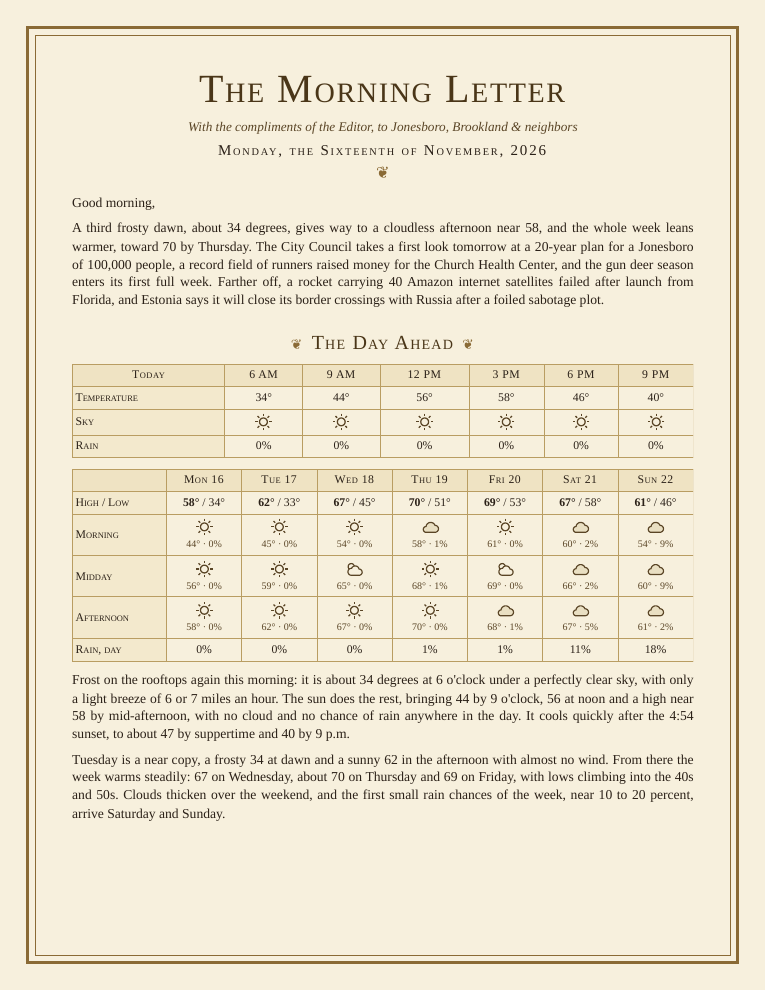 The Morning Letter
With the compliments of the Editor, to Jonesboro, Brookland & neighbors
Monday, the Sixteenth of November, 2026
Good morning,
A third frosty dawn, about 34 degrees, gives way to a cloudless afternoon near 58, and the whole week leans
warmer, toward 70 by Thursday. The City Council takes a first look tomorrow at a 20-year plan for a Jonesboro
of 100,000 people, a record field of runners raised money for the Church Health Center, and the gun deer season
enters its first full week. Farther off, a rocket carrying 40 Amazon internet satellites failed after launch from
Florida, and Estonia says it will close its border crossings with Russia after a foiled sabotage plot.
The Day Ahead
Today 6 AM 9 AM 12 PM 3 PM 6 PM 9 PM
Temperature 34° 44° 56° 58° 46° 40°
Sky
Rain 0% 0% 0% 0% 0% 0%
Mon 16 Tue 17 Wed 18 Thu 19 Fri 20 Sat 21 Sun 22
High / Low 58° / 34° 62° / 33° 67° / 45° 70° / 51° 69° / 53° 67° / 58° 61° / 46°
Morning 44° · 0% 45° · 0% 54° · 0% 58° · 1% 61° · 0% 60° · 2% 54° · 9%
Midday 56° · 0% 59° · 0% 65° · 0% 68° · 1% 69° · 0% 66° · 2% 60° · 9%
Afternoon 58° · 0% 62° · 0% 67° · 0% 70° · 0% 68° · 1% 67° · 5% 61° · 2%
Rain, day 0% 0% 0% 1% 1% 11% 18%
Frost on the rooftops again this morning: it is about 34 degrees at 6 o'clock under a perfectly clear sky, with only
a light breeze of 6 or 7 miles an hour. The sun does the rest, bringing 44 by 9 o'clock, 56 at noon and a high near
58 by mid-afternoon, with no cloud and no chance of rain anywhere in the day. It cools quickly after the 4:54
sunset, to about 47 by suppertime and 40 by 9 p.m.
Tuesday is a near copy, a frosty 34 at dawn and a sunny 62 in the afternoon with almost no wind. From there the
week warms steadily: 67 on Wednesday, about 70 on Thursday and 69 on Friday, with lows climbing into the 40s
and 50s. Clouds thicken over the weekend, and the first small rain chances of the week, near 10 to 20 percent,
arrive Saturday and Sunday.